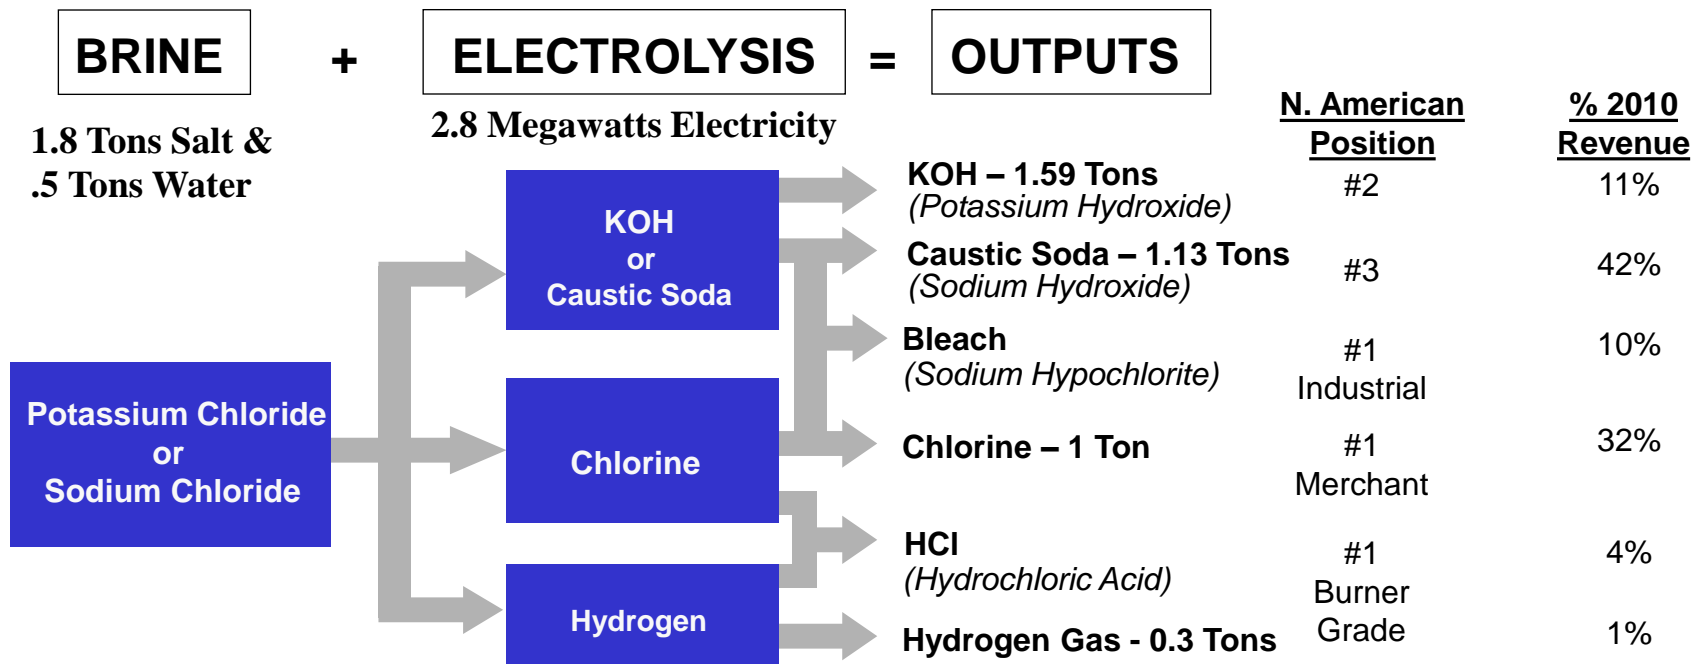 BRINE + ELECTROLYSIS = OUTPUTS
1.8 Tons Salt &
.5 Tons Water
2.8 Megawatts Electricity
N. American
Position
% 2010
Revenue
Potassium Chloride
or
Sodium Chloride
KOH
or
Caustic Soda
Chlorine
Hydrogen
KOH – 1.59 Tons
(Potassium Hydroxide)
#2
11%
Caustic Soda – 1.13 Tons
(Sodium Hydroxide)
#3
42%
Bleach
(Sodium Hypochlorite)
#1
Industrial
10%
Chlorine – 1 Ton
#1
Merchant
32%
HCl
(Hydrochloric Acid)
#1
Burner
Grade
4%
Hydrogen Gas - 0.3 Tons
1%